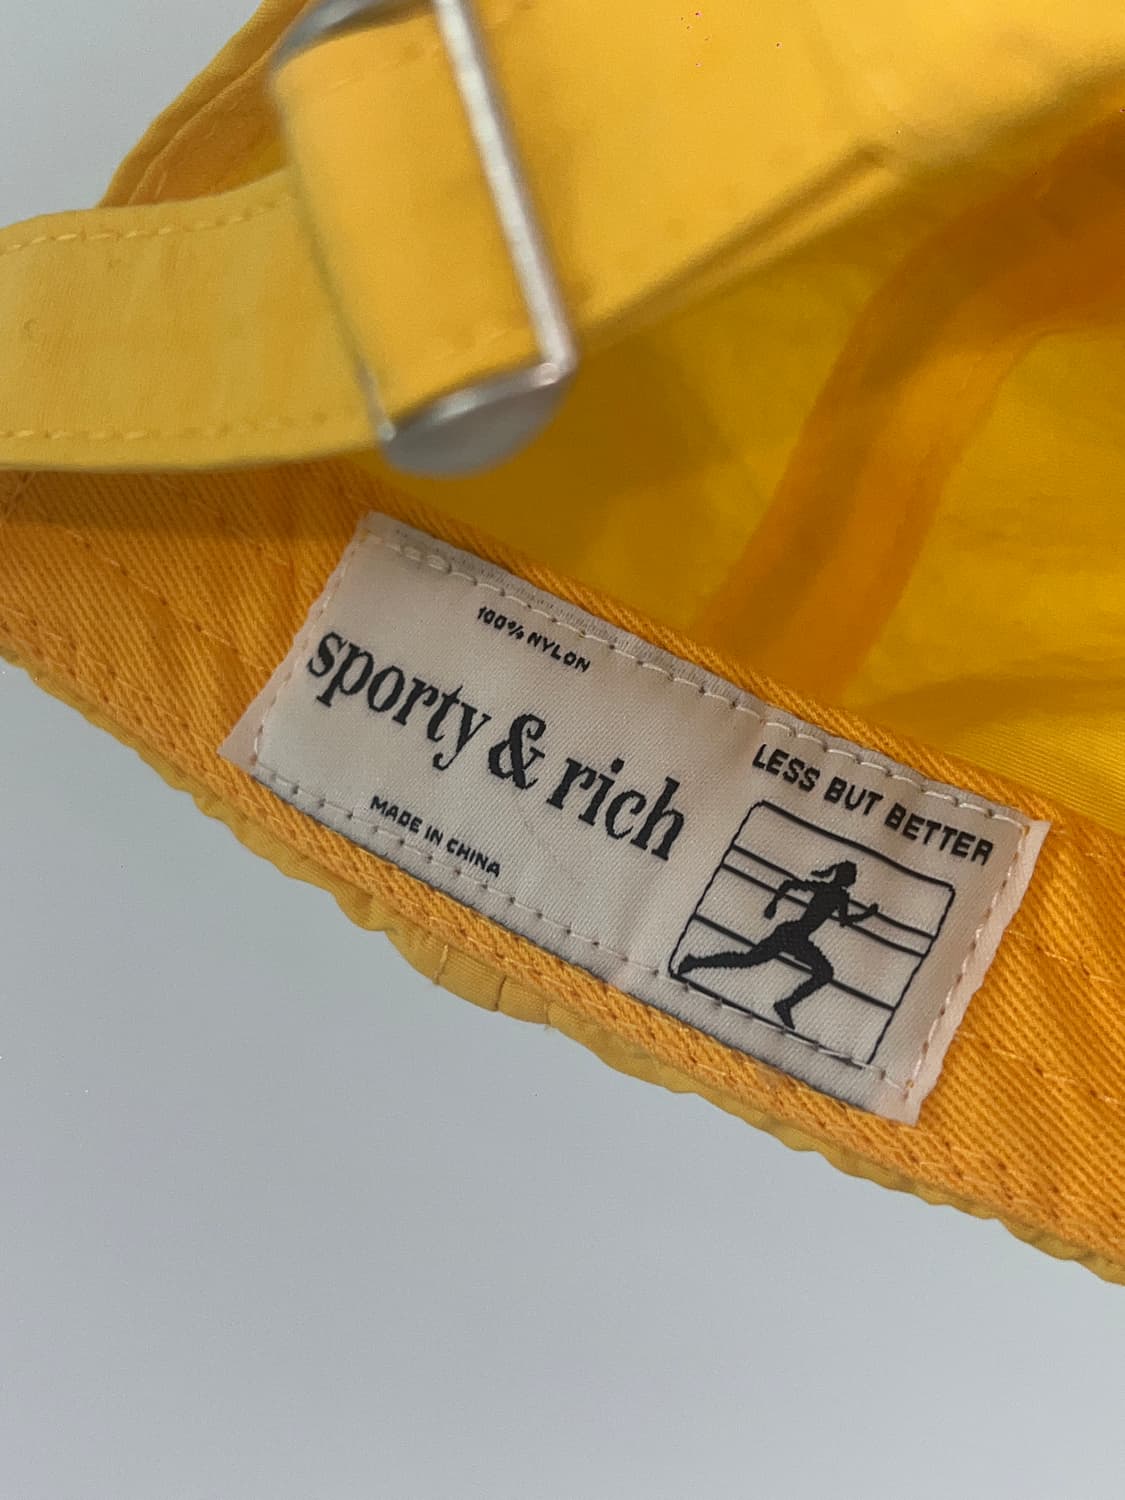 100% NYLON
sporty & rich
MADE IN CHINA
LESS BUT BETTER